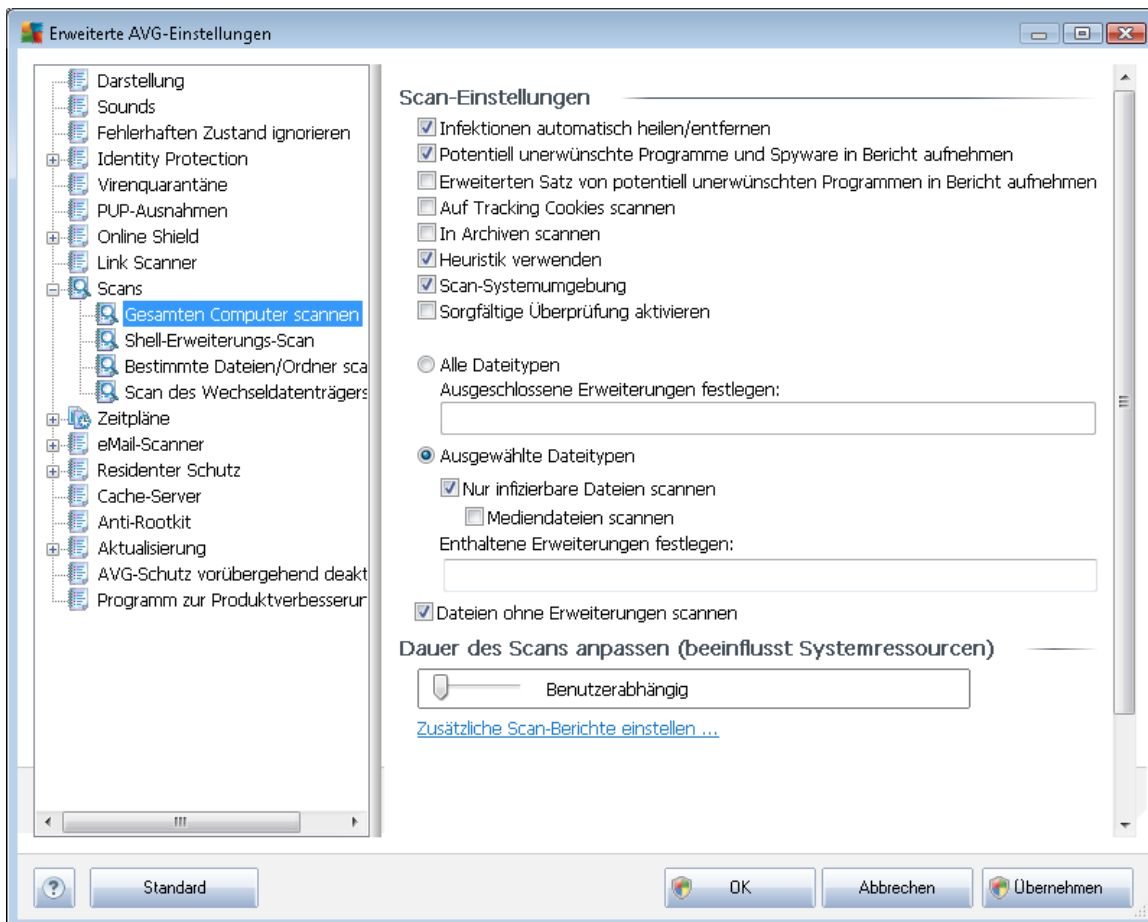 Erweiterte AVG-Einstellungen
Darstellung
Sounds
Fehlerhaften Zustand ignorieren
Identity Protection
Virenquarantäne
PUP-Ausnahmen
Online Shield
Link Scanner
Scans
Gesamten Computer scannen
Shell-Erweiterungs-Scan
Bestimmte Dateien/Ordner sca
Scan des Wechseldatenträgers
Zeitpläne
eMail-Scanner
Residenter Schutz
Cache-Server
Anti-Rootkit
Aktualisierung
AVG-Schutz vorübergehend deakt
Programm zur Produktverbesserur
Scan-Einstellungen
Infektionen automatisch heilen/entfernen
Potentiell unerwünschte Programme und Spyware in Bericht aufnehmen
Erweiterten Satz von potentiell unerwünschten Programmen in Bericht aufnehmen
Auf Tracking Cookies scannen
In Archiven scannen
Heuristik verwenden
Scan-Systemumgebung
Sorgfältige Überprüfung aktivieren
Alle Dateitypen
Ausgeschlossene Erweiterungen festlegen:
Ausgewählte Dateitypen
Nur infizierbare Dateien scannen
Mediendateien scannen
Enthaltene Erweiterungen festlegen:
Dateien ohne Erweiterungen scannen
Dauer des Scans anpassen (beeinflusst Systemressourcen)
Benutzerabhängig
Zusätzliche Scan-Berichte einstellen ...
?
Standard
OK
Abbrechen
Übernehmen